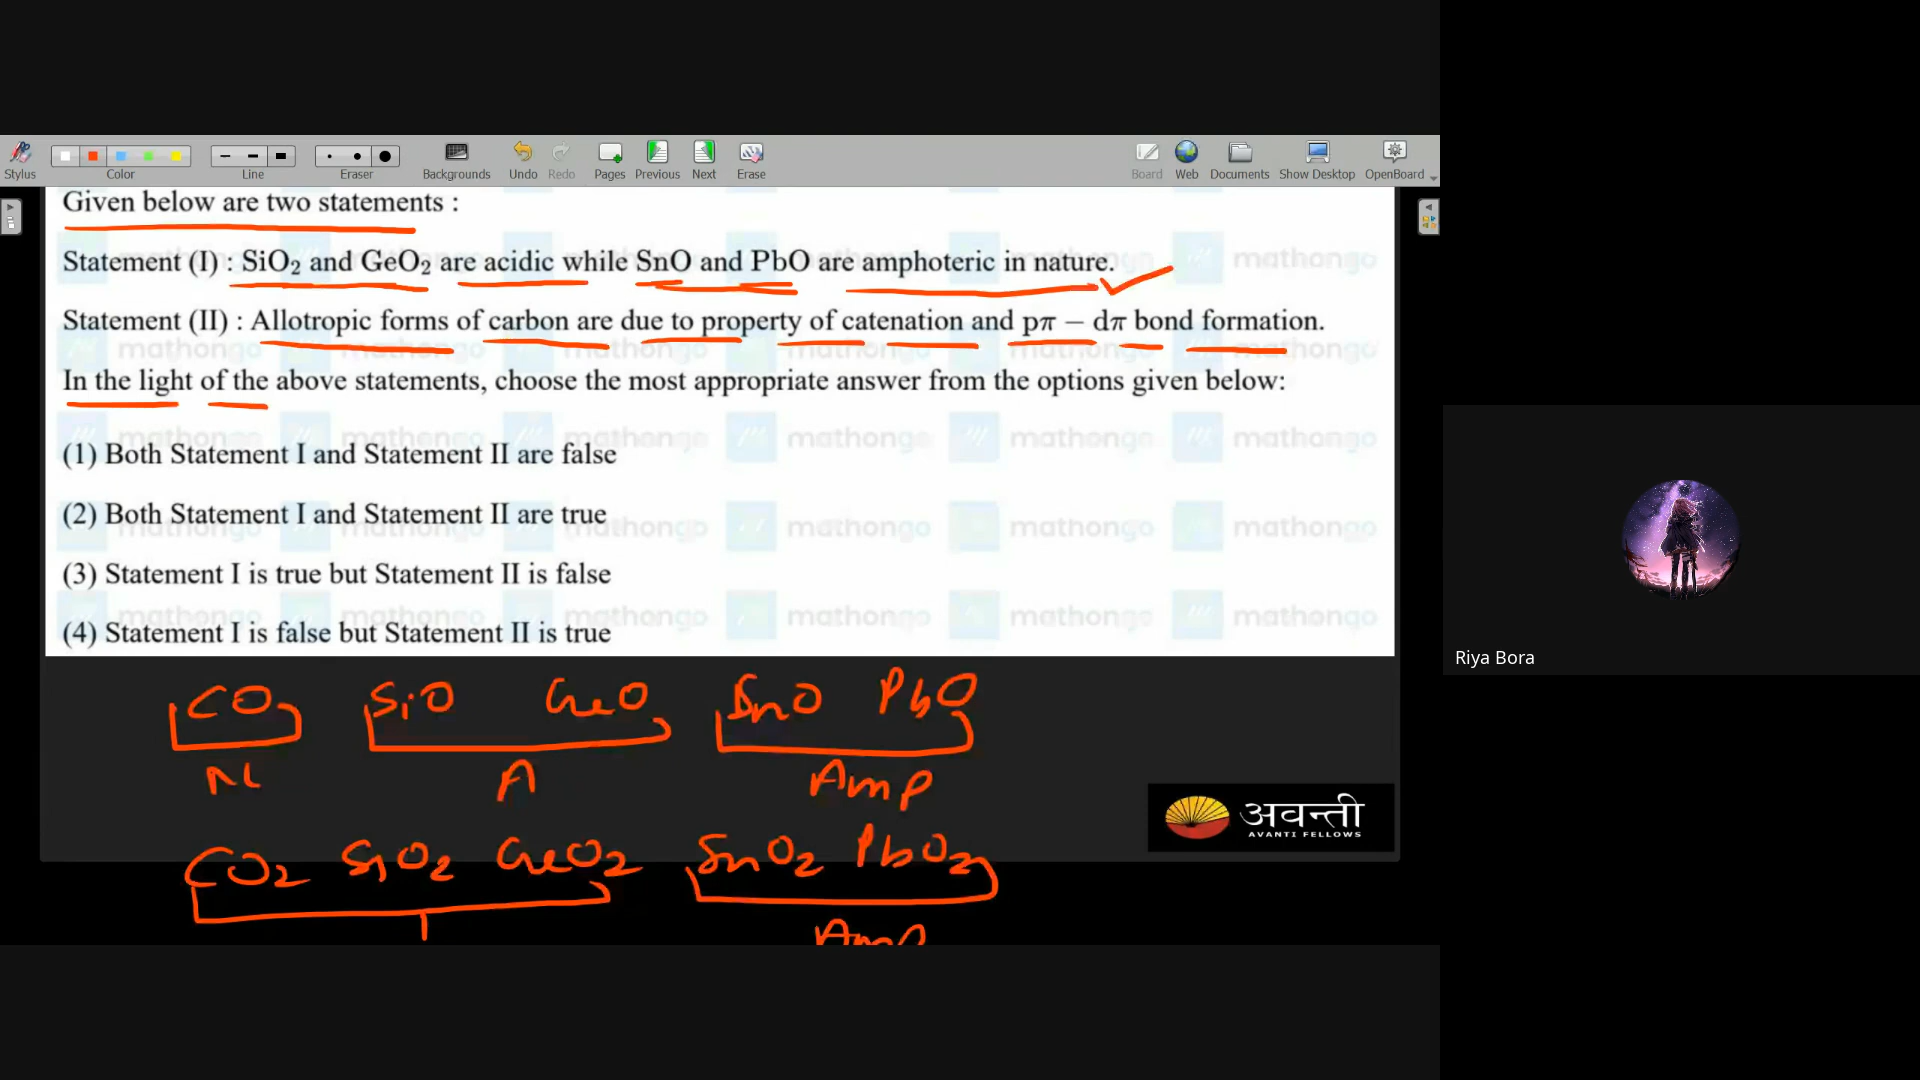 Stylus
Color
Line
Eraser
Backgrounds
Undo
Redo
Pages
Previous
Next
Erase
Board
Web
Documents
Show Desktop
OpenBoard
Given below are two statements :
Statement (I) : SiO₂ and GeO₂ are acidic while SnO and PbO are amphoteric in nature.
Statement (II) : Allotropic forms of carbon are due to property of catenation and pπ − dπ bond formation.
In the light of the above statements, choose the most appropriate answer from the options given below:
(1) Both Statement I and Statement II are false
(2) Both Statement I and Statement II are true
(3) Statement I is true but Statement II is false
(4) Statement I is false but Statement II is true
mathongo
CO SiO GeO SnO PbO
A Amp
CO₂ SiO₂ GeO₂ SnO₂ PbO₂
अवन्ती
AVANTI FELLOWS
Riya Bora